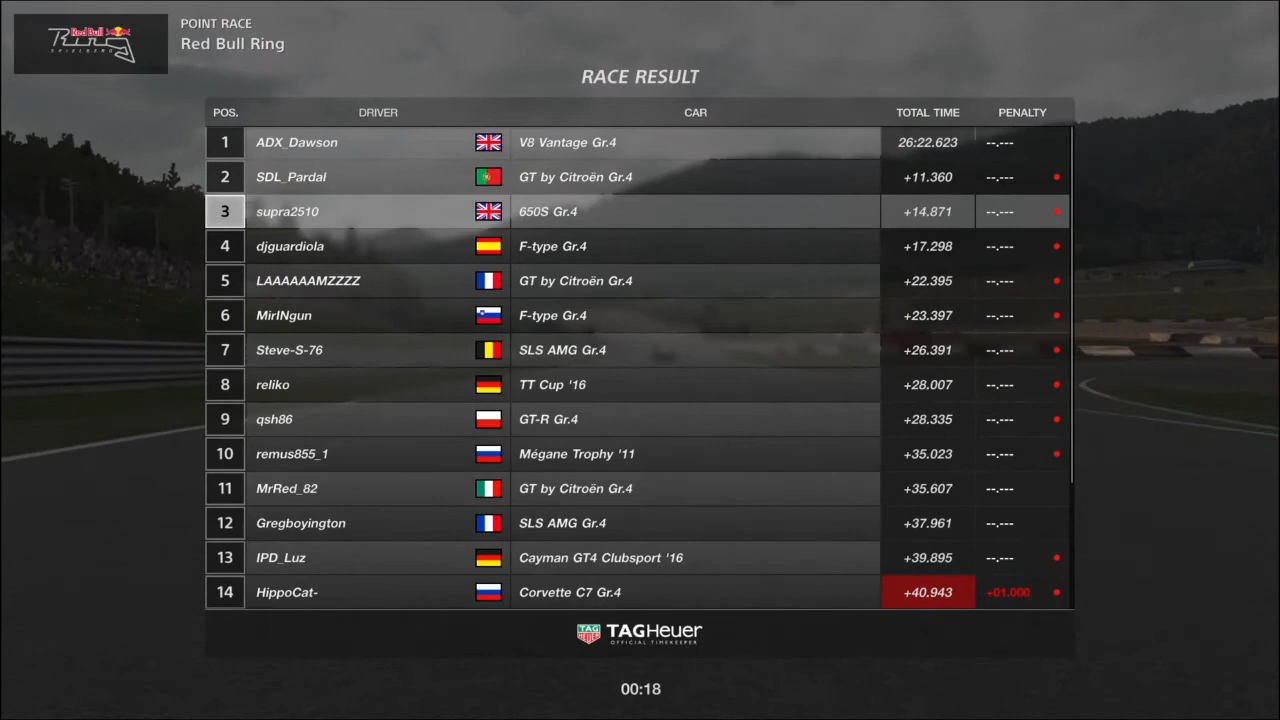 Red Bull
Ring
SPIELBERG
POINT RACE
Red Bull Ring
RACE RESULT
POS. DRIVER CAR TOTAL TIME PENALTY
1 ADX_Dawson V8 Vantage Gr.4 26:22.623 --.---
2 SDL_Pardal GT by Citroën Gr.4 +11.360 --.---
3 supra2510 650S Gr.4 +14.871 --.---
4 djguardiola F-type Gr.4 +17.298 --.---
5 LAAAAAAMZZZZ GT by Citroën Gr.4 +22.395 --.---
6 MirINgun F-type Gr.4 +23.397 --.---
7 Steve-S-76 SLS AMG Gr.4 +26.391 --.---
8 reliko TT Cup '16 +28.007 --.---
9 qsh86 GT-R Gr.4 +28.335 --.---
10 remus855_1 Mégane Trophy '11 +35.023 --.---
11 MrRed_82 GT by Citroën Gr.4 +35.607 --.---
12 Gregboyington SLS AMG Gr.4 +37.961 --.---
13 IPD_Luz Cayman GT4 Clubsport '16 +39.895 --.---
14 HippoCat- Corvette C7 Gr.4 +40.943 +01.000
TAG HEUER TAGHeuer
OFFICIAL TIMEKEEPER
00:18